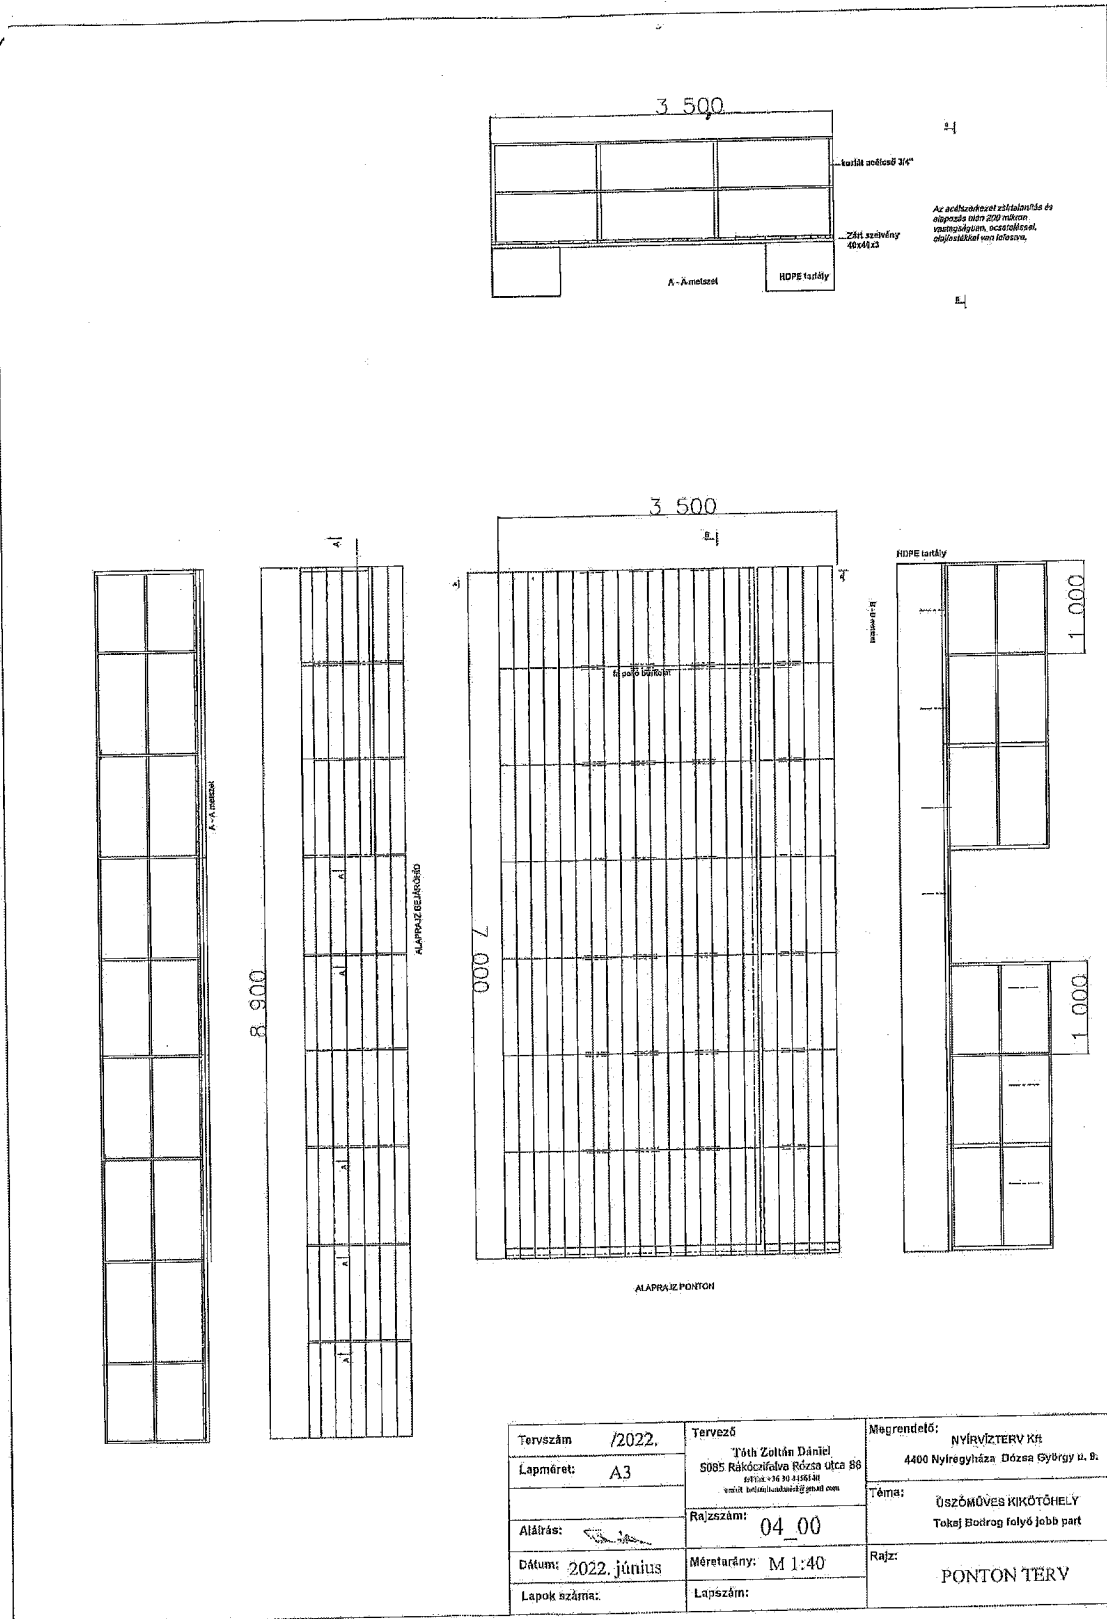 3 500
korlát acélcső 3/4"
Zárt szelvény
40x40x3
HDPE tartály
A - A metszet
Az acélszerkezet zsírtalanítás és
alapozás után 200 mikron
vastagságban, ecseteléssel,
olajfestékkel van lefestve.
3 500
HDPE tartály
1 000
B - B metszet
fa palló burkolat
A - A metszet
ALAPRAJZ BEJÁRÓHÍD
8 900
7 000
1 000
ALAPRAJZ PONTON
Tervszám /2022.
Lapméret: A3
Aláírás:
Dátum: 2022. június
Lapok száma:
Tervező
Tóth Zoltán Dániel
5085 Rákóczifalva Rózsa utca 86
Rajzszám: 04_00
Méretarány: M 1:40
Lapszám:
Megrendelő:
NYÍRVÍZTERV Kft
4400 Nyíregyháza Dózsa György u. 9.
Téma:
ÚSZÓMŰVES KIKÖTŐHELY
Tokaj Bodrog folyó jobb part
Rajz:
PONTON TERV